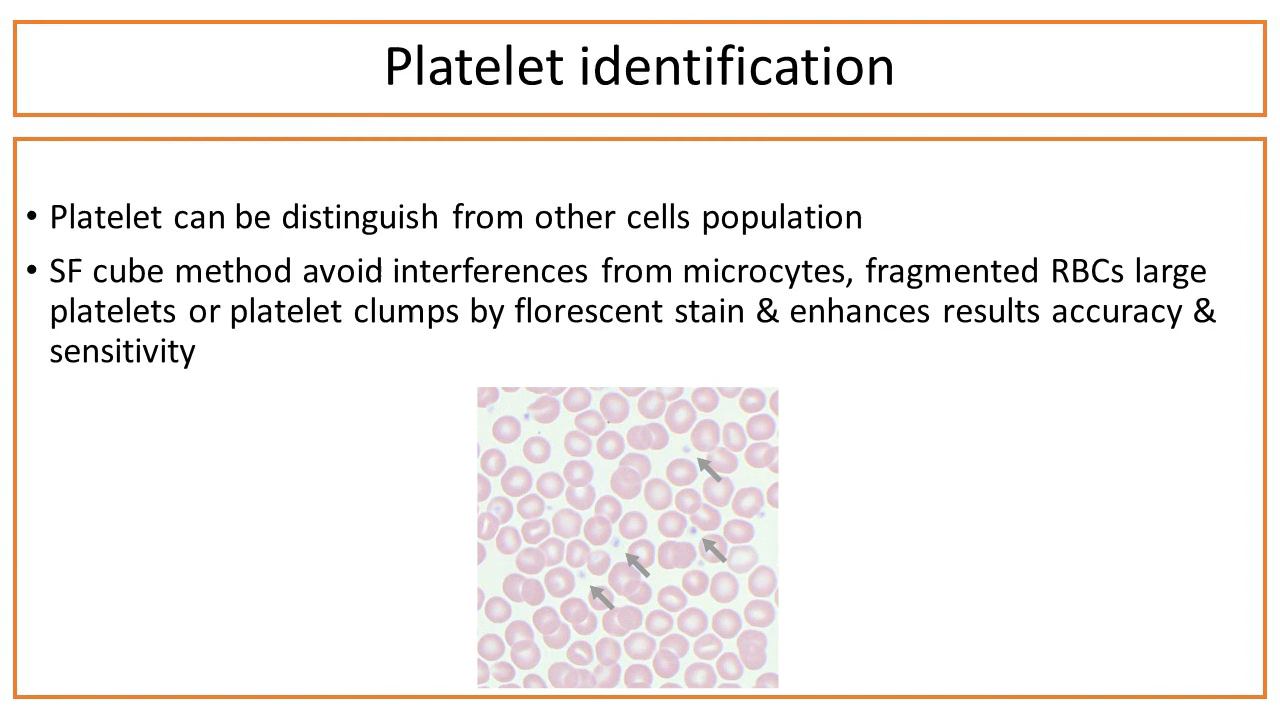 Platelet identification
• Platelet can be distinguish from other cells population
• SF cube method avoid interferences from microcytes, fragmented RBCs large
platelets or platelet clumps by florescent stain & enhances results accuracy &
sensitivity